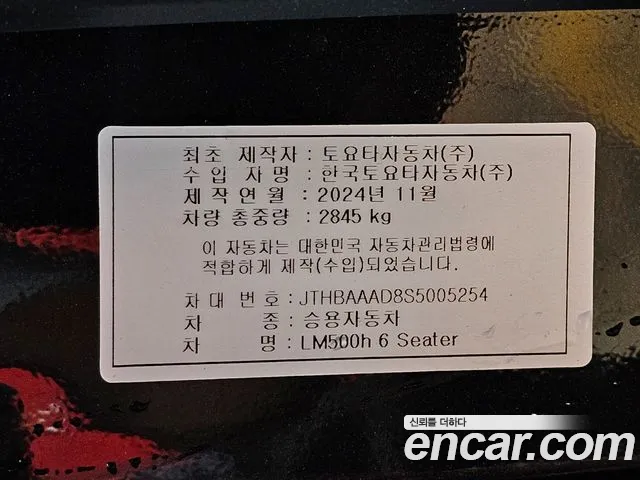 최초 제작자 : 토요타자동차(주)
수 입 자 명 : 한국토요타자동차(주)
제 작 연 월 : 2024년 11월
차량 총중량 : 2845 kg
이 자동차는 대한민국 자동차관리법령에
적합하게 제작(수입)되었습니다.
차 대 번 호 : JTHBAAAD8S5005254
차 종 : 승용자동차
차 명 : LM500h 6 Seater
신뢰를 더하다
encar.com